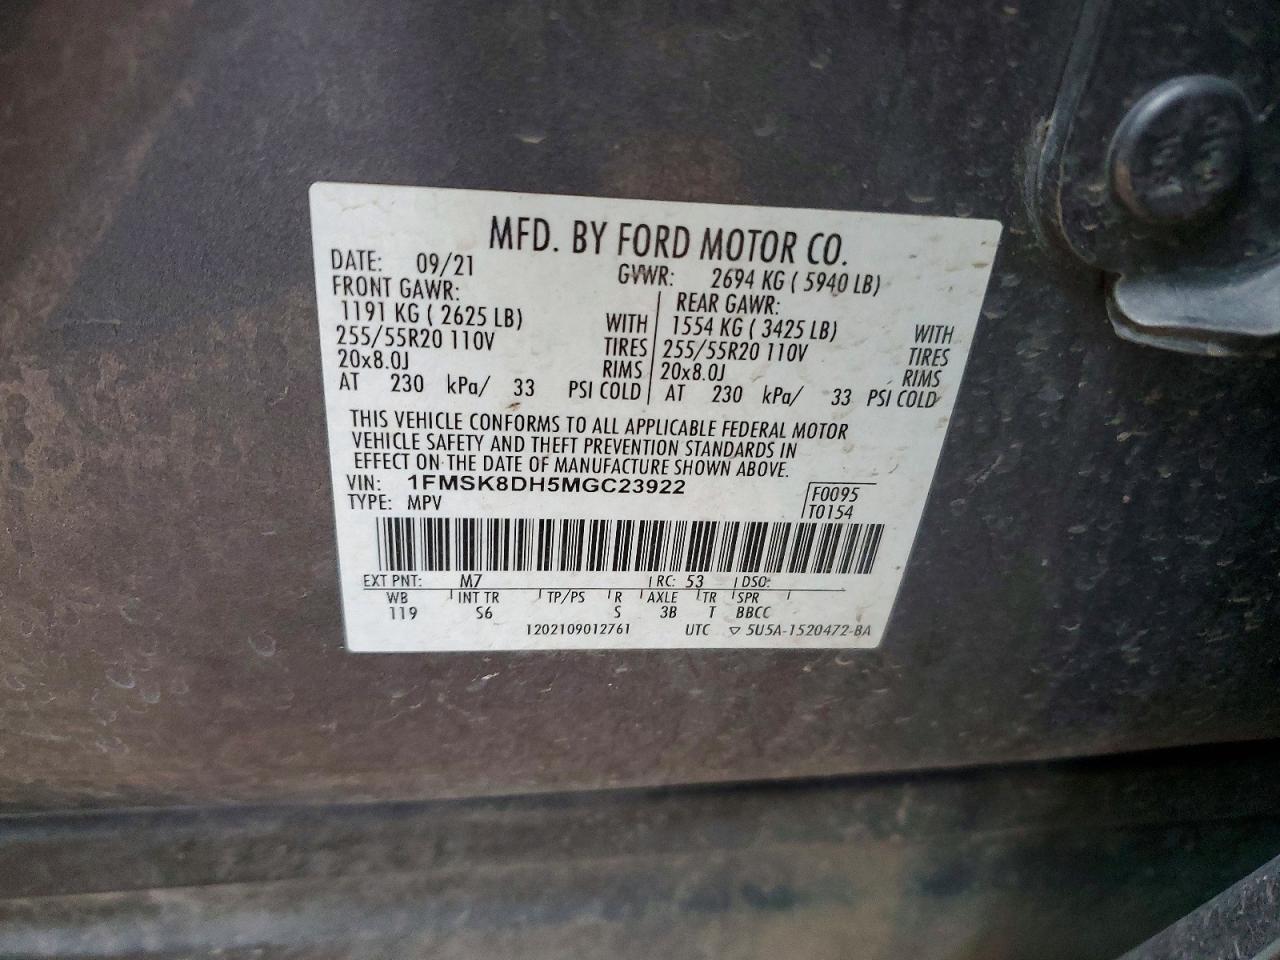 MFD. BY FORD MOTOR CO.
DATE: 09/21 GVWR: 2694 KG ( 5940 LB)
FRONT GAWR: REAR GAWR:
1191 KG ( 2625 LB) WITH 1554 KG ( 3425 LB) WITH
255/55R20 110V TIRES 255/55R20 110V TIRES
20x8.0J RIMS 20x8.0J RIMS
AT 230 kPa/ 33 PSI COLD AT 230 kPa/ 33 PSI COLD
THIS VEHICLE CONFORMS TO ALL APPLICABLE FEDERAL MOTOR
VEHICLE SAFETY AND THEFT PREVENTION STANDARDS IN
EFFECT ON THE DATE OF MANUFACTURE SHOWN ABOVE.
VIN: 1FMSK8DH5MGC23922 F0095
TYPE: MPV T0154
EXT PNT: M7 RC: 53 DSO:
WB INT TR TP/PS R AXLE TR SPR
119 S6 S 3B T BBCC
1202109012761 UTC ▽ 5U5A-1520472-BA